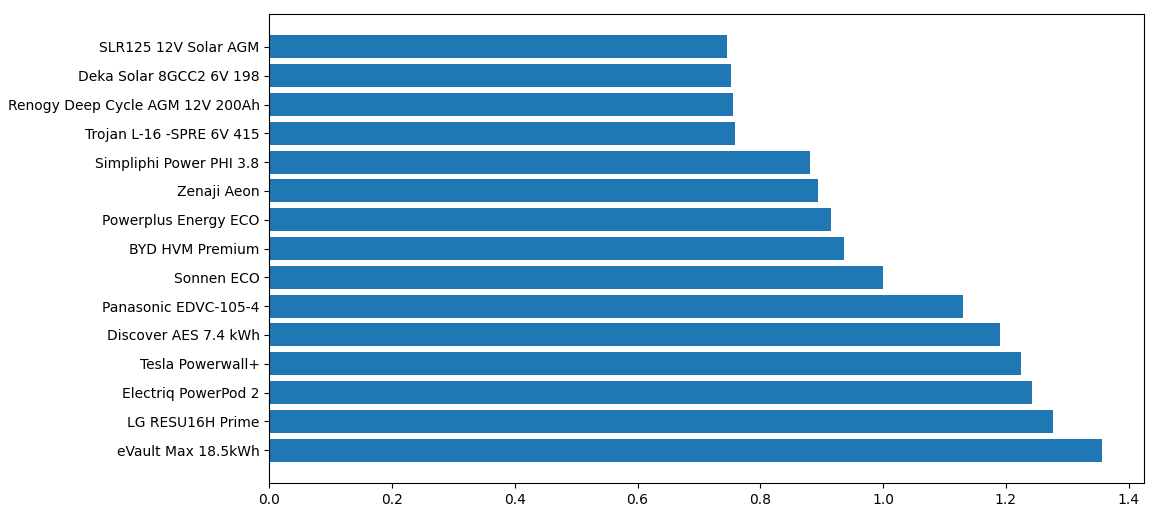 SLR125 12V Solar AGM
Deka Solar 8GCC2 6V 198
Renogy Deep Cycle AGM 12V 200Ah
Trojan L-16 -SPRE 6V 415
Simpliphi Power PHI 3.8
Zenaji Aeon
Powerplus Energy ECO
BYD HVM Premium
Sonnen ECO
Panasonic EDVC-105-4
Discover AES 7.4 kWh
Tesla Powerwall+
Electriq PowerPod 2
LG RESU16H Prime
eVault Max 18.5kWh
0.0 0.2 0.4 0.6 0.8 1.0 1.2 1.4